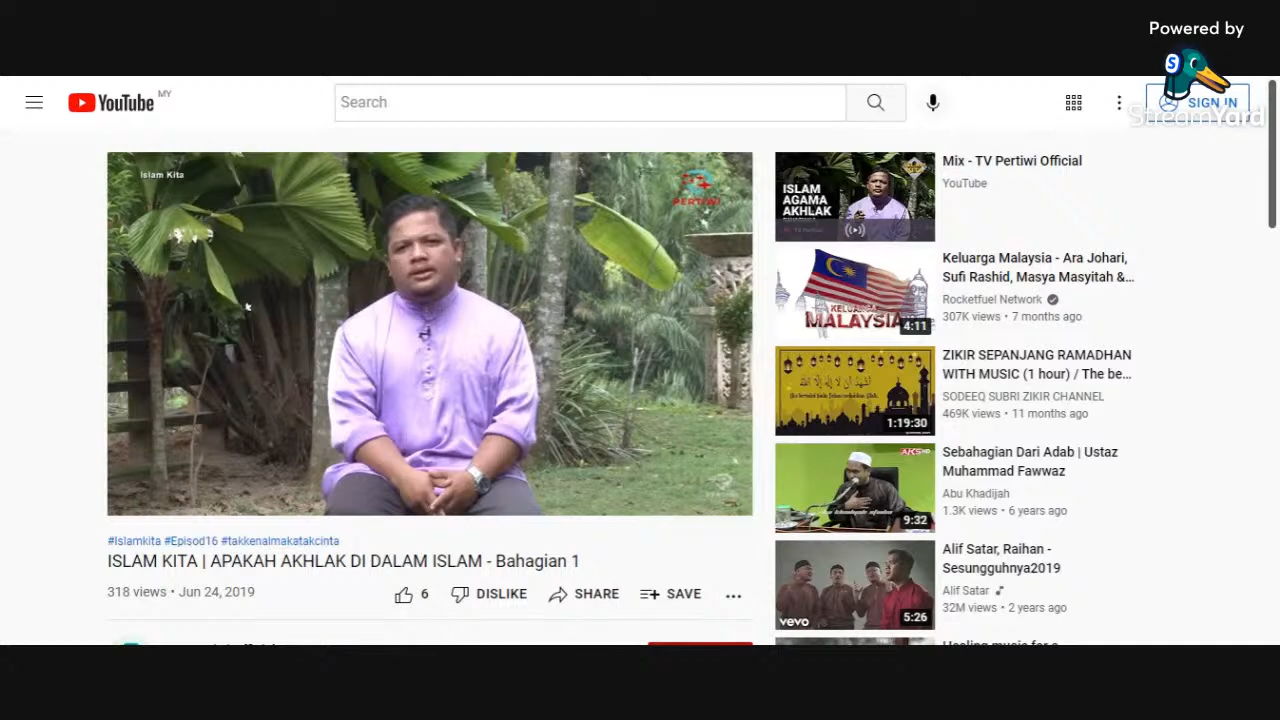 Powered by
StreamYard
YouTube MY
Search
SIGN IN
Islam Kita
PERTIWI
#Islamkita #Episod16 #takkenalmakatakcinta
ISLAM KITA | APAKAH AKHLAK DI DALAM ISLAM - Bahagian 1
318 views • Jun 24, 2019
6
DISLIKE
SHARE
SAVE
ISLAM
AGAMA
AKHLAK
Mix - TV Pertiwi Official
YouTube
KELUARGA
MALAYSIA
4:11
Keluarga Malaysia - Ara Johari,
Sufi Rashid, Masya Masyitah &...
Rocketfuel Network
307K views • 7 months ago
1:19:30
ZIKIR SEPANJANG RAMADHAN
WITH MUSIC (1 hour) / The be...
SODEEQ SUBRI ZIKIR CHANNEL
469K views • 11 months ago
9:32
Sebahagian Dari Adab | Ustaz
Muhammad Fawwaz
Abu Khadijah
1.3K views • 6 years ago
vevo
5:26
Alif Satar, Raihan -
Sesungguhnya2019
Alif Satar
32M views • 2 years ago